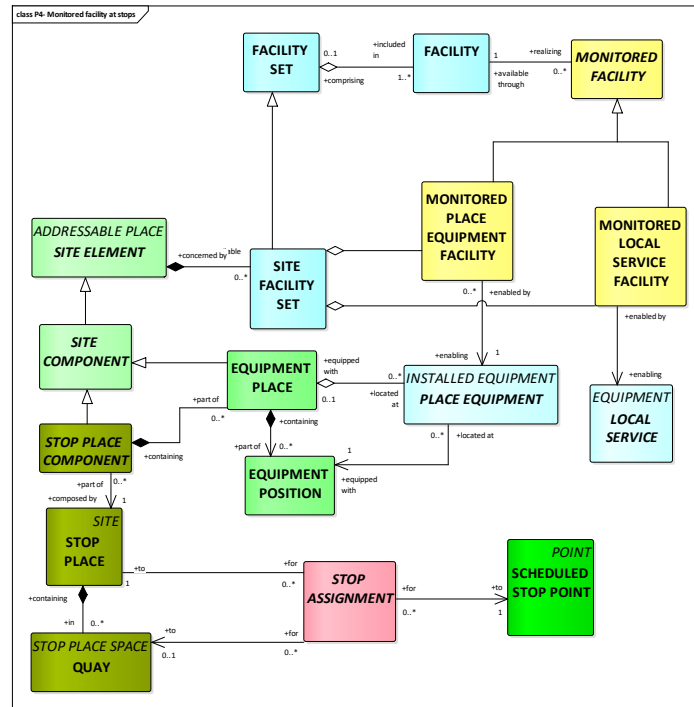 class P4- Monitored facility at stops
FACILITY
SET
0..1
+comprising
+included
in
1..*
FACILITY
1
+available
through
+realizing
0..*
MONITORED
FACILITY
MONITORED
PLACE
EQUIPMENT
FACILITY
MONITORED
LOCAL
SERVICE
FACILITY
ADDRESSABLE PLACE
SITE ELEMENT
+concerned by
able
0..*
SITE
FACILITY
SET
0..*
+enabled by
+enabled by
SITE
COMPONENT
EQUIPMENT
PLACE
+equipped
with
0..1
0..*
+located
at
+enabling
1
INSTALLED EQUIPMENT
PLACE EQUIPMENT
+enabling
EQUIPMENT
LOCAL
SERVICE
STOP PLACE
COMPONENT
+containing
+part of
0..*
+containing
+part of
0..*
0..*
+located at
1
+equipped
with
EQUIPMENT
POSITION
+part of
0..*
+composed by
1
SITE
STOP
PLACE
1
+to
+for
0..*
STOP
ASSIGNMENT
+for
0..*
+to
1
POINT
SCHEDULED
STOP POINT
+containing
+in
0..*
STOP PLACE SPACE
QUAY
+to
0..1
+for
0..*